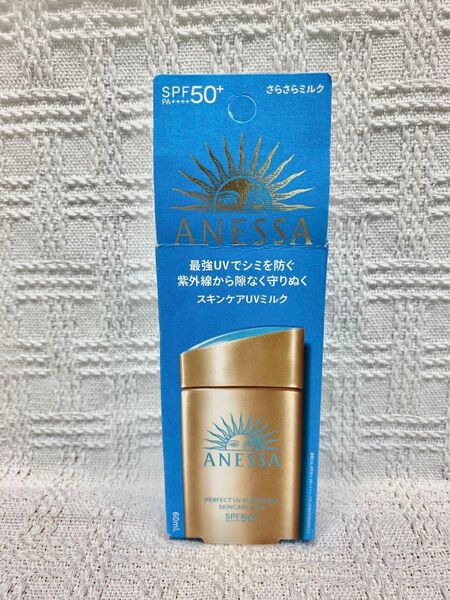 SPF50+
PA++++
さらさらミルク
ANESSA
最強UVでシミを防ぐ
紫外線から隙なく守りぬく
スキンケアUVミルク
ANESSA
PERFECT UV
SKINCARE
SPF50+
60mL